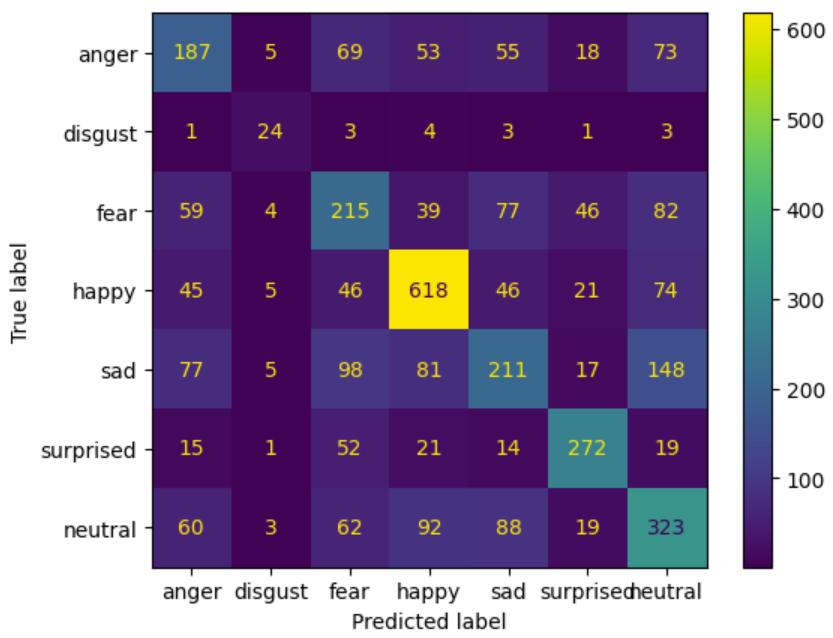 anger 187 5 69 53 55 18 73 600
disgust 1 24 3 4 3 1 3 500
fear 59 4 215 39 77 46 82 400
happy 45 5 46 618 46 21 74 300
sad 77 5 98 81 211 17 148 200
surprised 15 1 52 21 14 272 19 100
neutral 60 3 62 92 88 19 323
anger disgust fear happy sad surprised neutral
Predicted label
True label